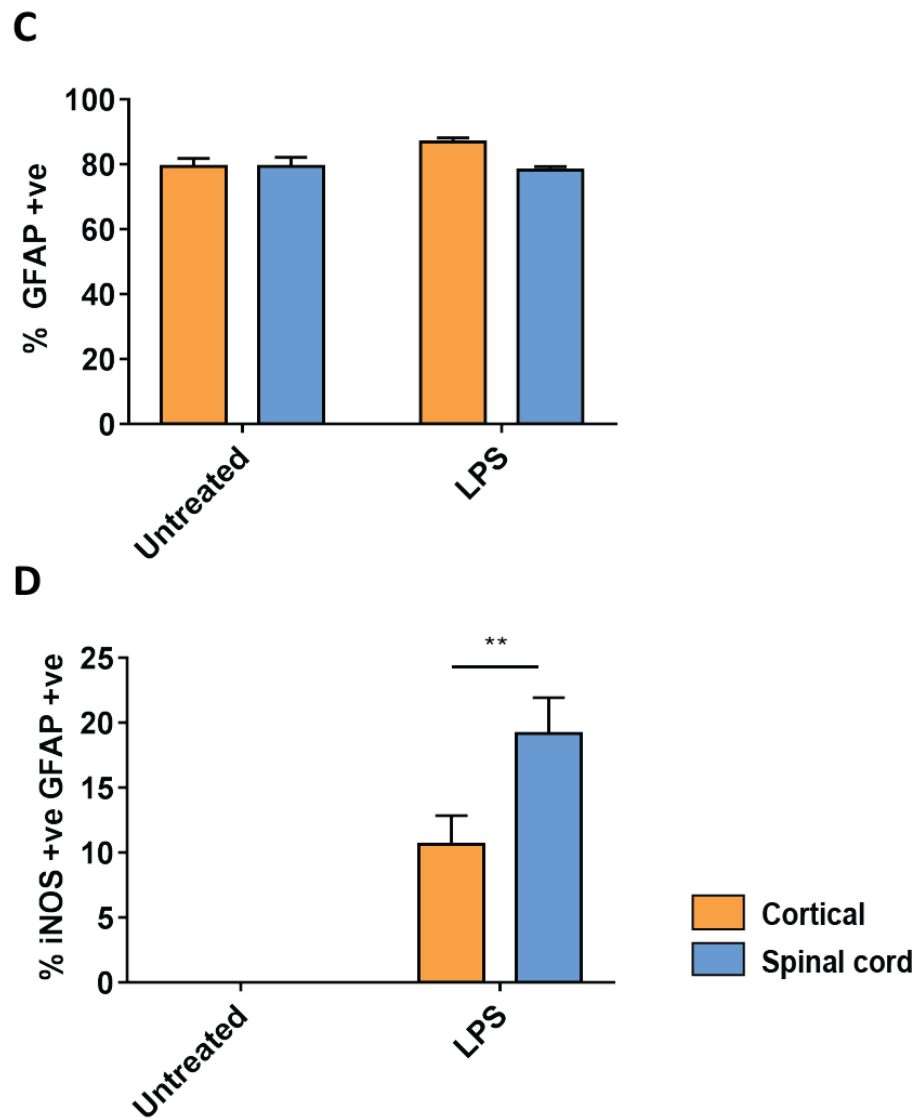 C
% GFAP +ve
100
80
60
40
20
0
Untreated
LPS
D
% iNOS +ve GFAP +ve
25
20
15
10
5
0
**
Untreated
LPS
Cortical
Spinal cord